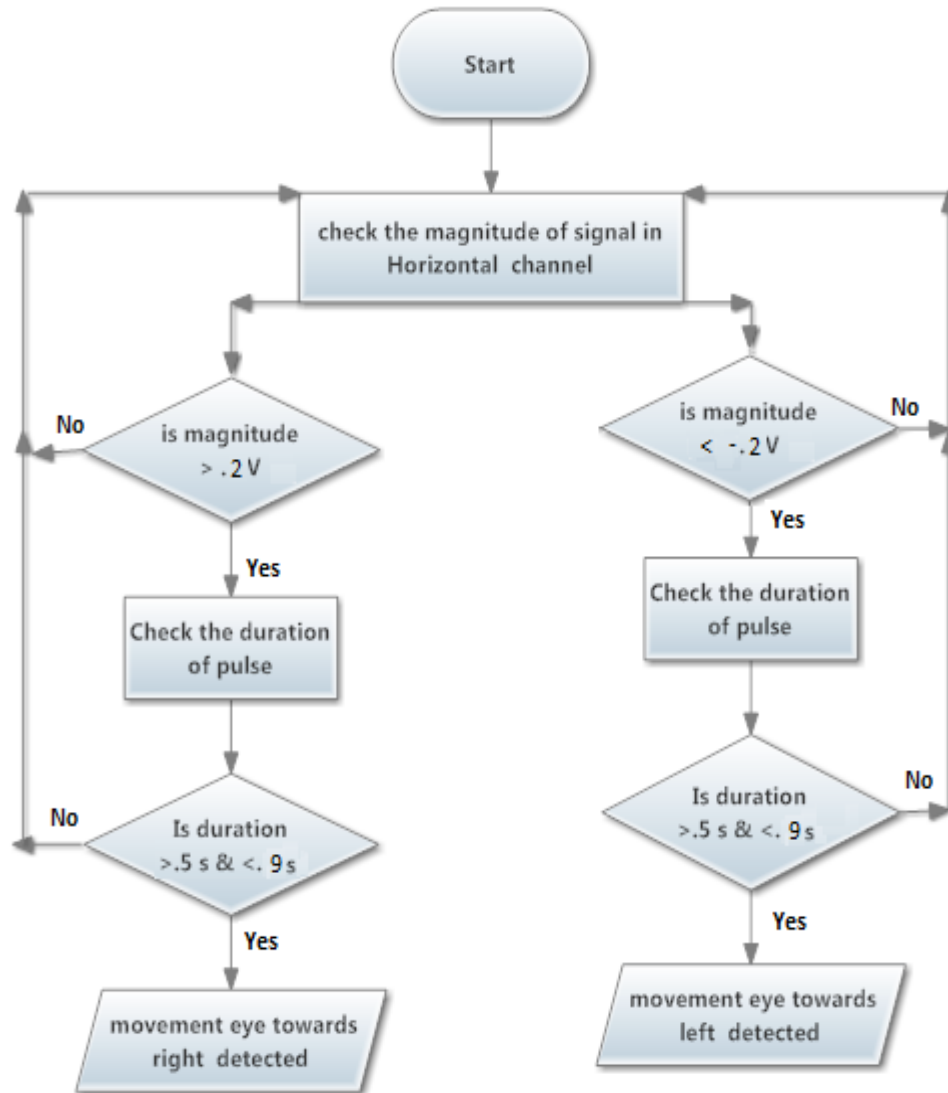 Start
check the magnitude of signal in
Horizontal channel
No
is magnitude
> .2 V
Yes
Check the duration
of pulse
No
Is duration
>.5 s & <. 9 s
Yes
movement eye towards
right detected
is magnitude
< -.2 V
No
Yes
Check the duration
of pulse
Is duration
>.5 s & <. 9 s
No
Yes
movement eye towards
left detected